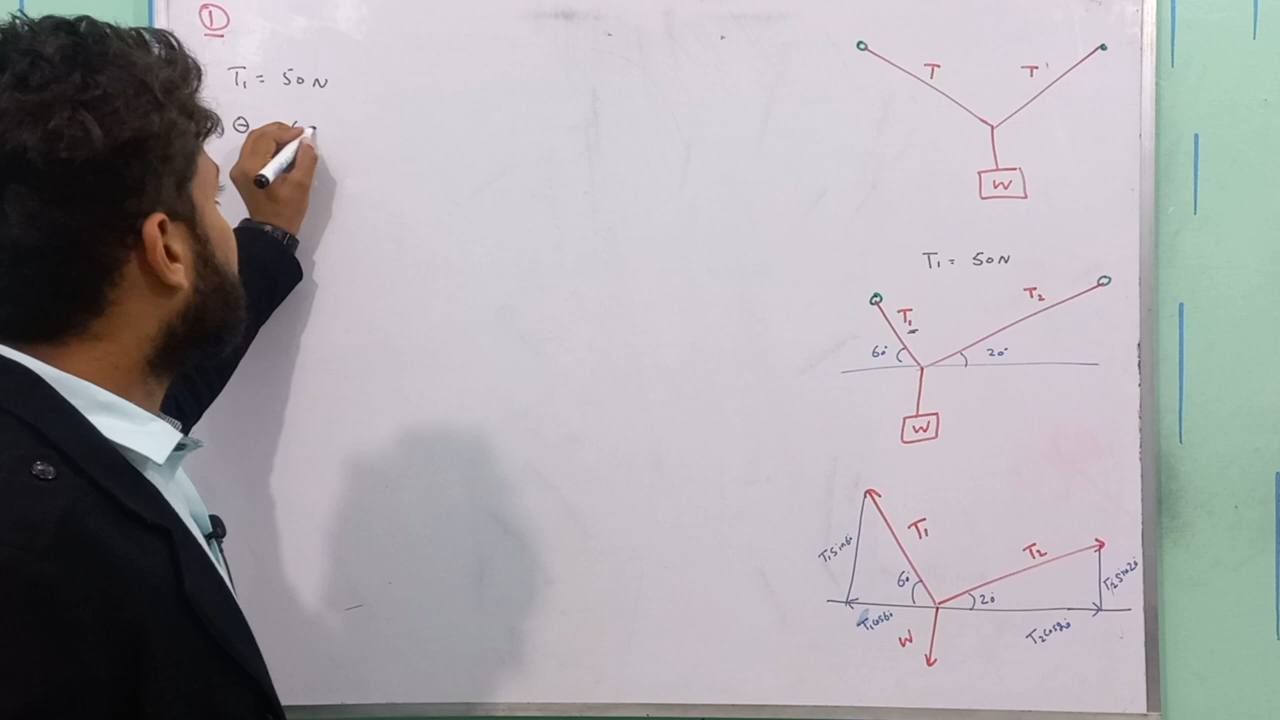 ①
T₁ = 50N
θ
T
T
W
T₁ = 50N
T₁
T₂
60°
20°
W
T₁
T₂
T₁sin60°
60°
20°
T₂sin20°
T₁cos60°
W
T₂cos20°